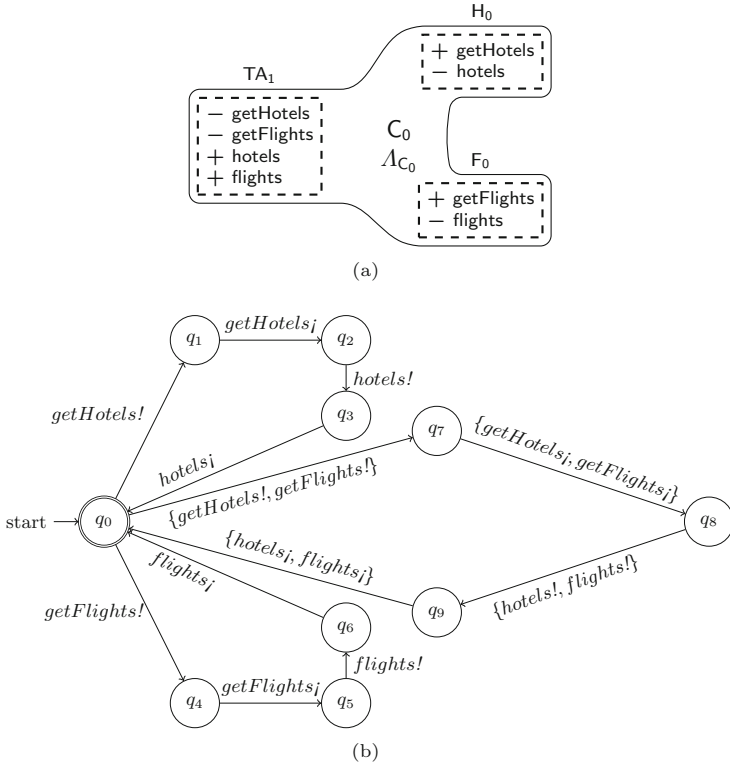 H₀
+ getHotels
− hotels
TA₁
− getHotels
− getFlights
+ hotels
+ flights
C₀
Λ_C₀
F₀
+ getFlights
− flights
(a)
q₁
getHotels¡
q₂
hotels!
getHotels!
q₃
q₇
{getHotels¡, getFlights¡}
hotels¡
{getHotels!, getFlights!}
start
q₀
q₈
{hotels¡, flights¡}
flights¡
{hotels!, flights!}
getFlights!
q₆
q₉
flights!
q₄
getFlights¡
q₅
(b)